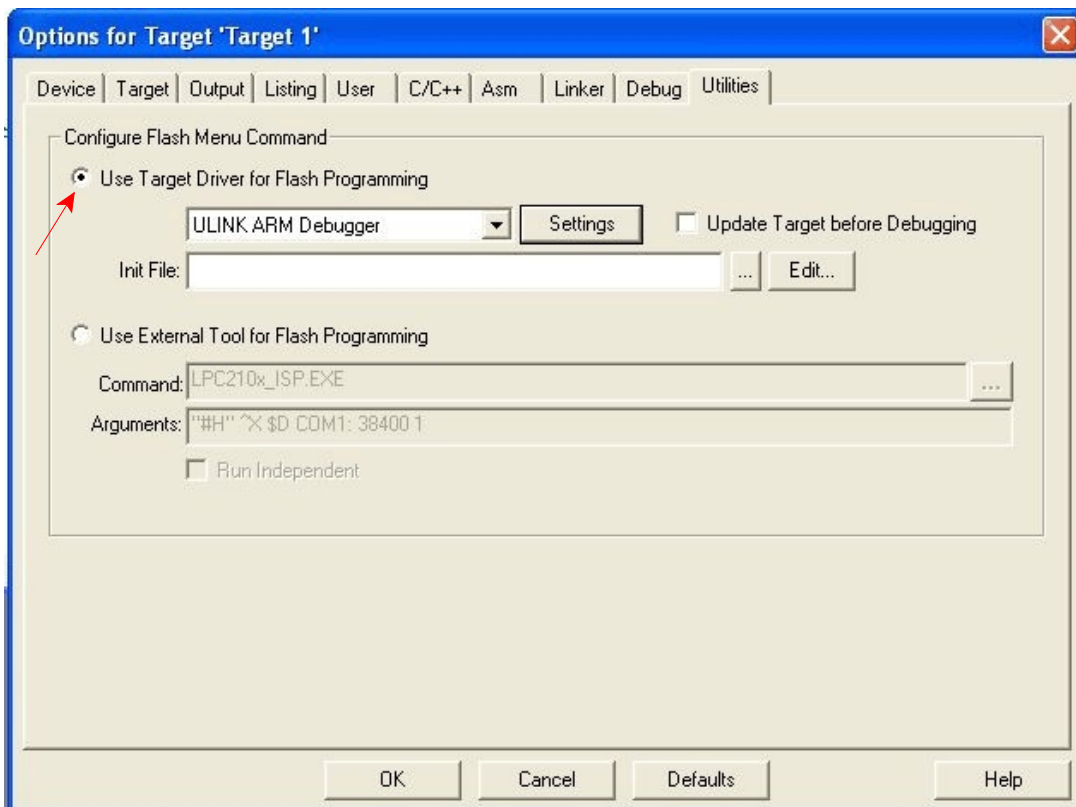 Options for Target 'Target 1'
Device Target Output Listing User C/C++ Asm Linker Debug Utilities
Configure Flash Menu Command
Use Target Driver for Flash Programming
ULINK ARM Debugger Settings Update Target before Debugging
Init File: ... Edit...
Use External Tool for Flash Programming
Command: LPC210x_ISP.EXE ...
Arguments: "#H" ^X $D COM1: 38400 1
Run Independent
OK Cancel Defaults Help